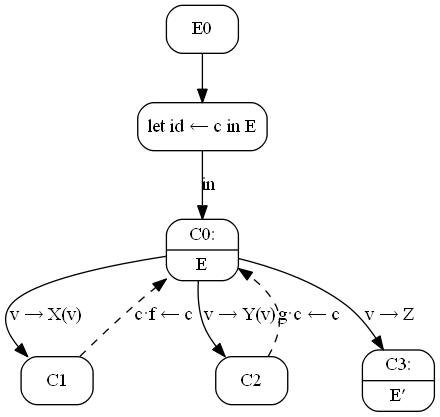 E0
let id ← c in E
in
C0:
E
v → X(v)
c·f ← c
v → Y(v)
g·c ← c
v → Z
C1
C2
C3:
E′